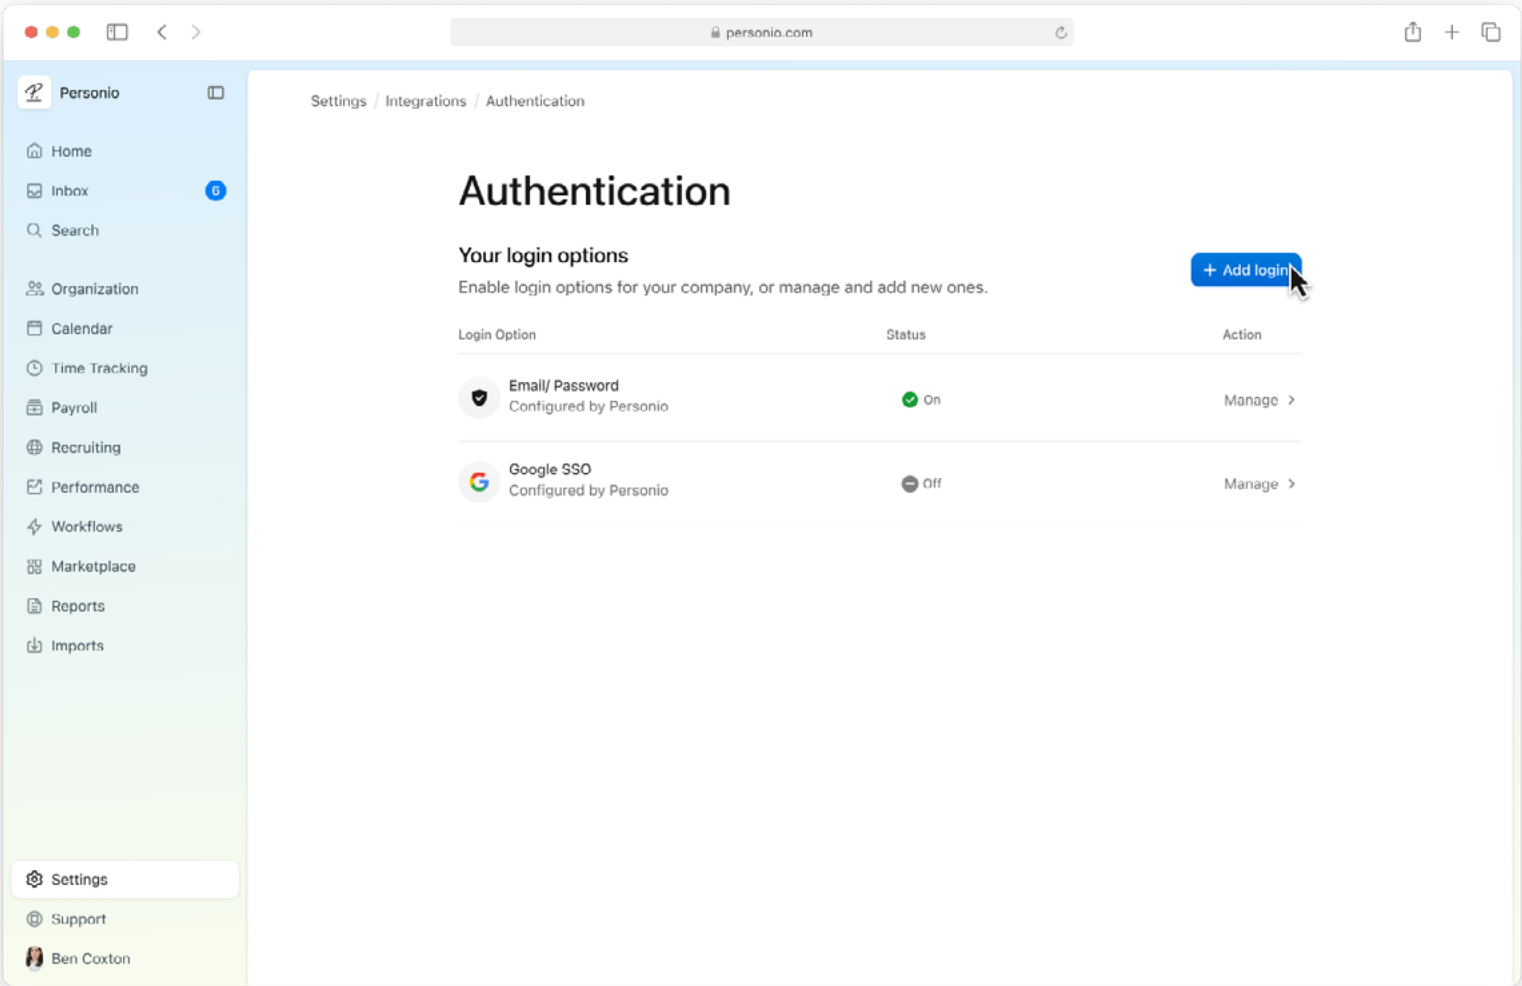 personio.com
Personio
Settings / Integrations / Authentication
Home
Inbox 6
Search
Organization
Calendar
Time Tracking
Payroll
Recruiting
Performance
Workflows
Marketplace
Reports
Imports
Settings
Support
Ben Coxton
Authentication
Your login options
Enable login options for your company, or manage and add new ones.
+ Add login
Login Option Status Action
Email/ Password
Configured by Personio
On
Manage >
Google SSO
Configured by Personio
Off
Manage >